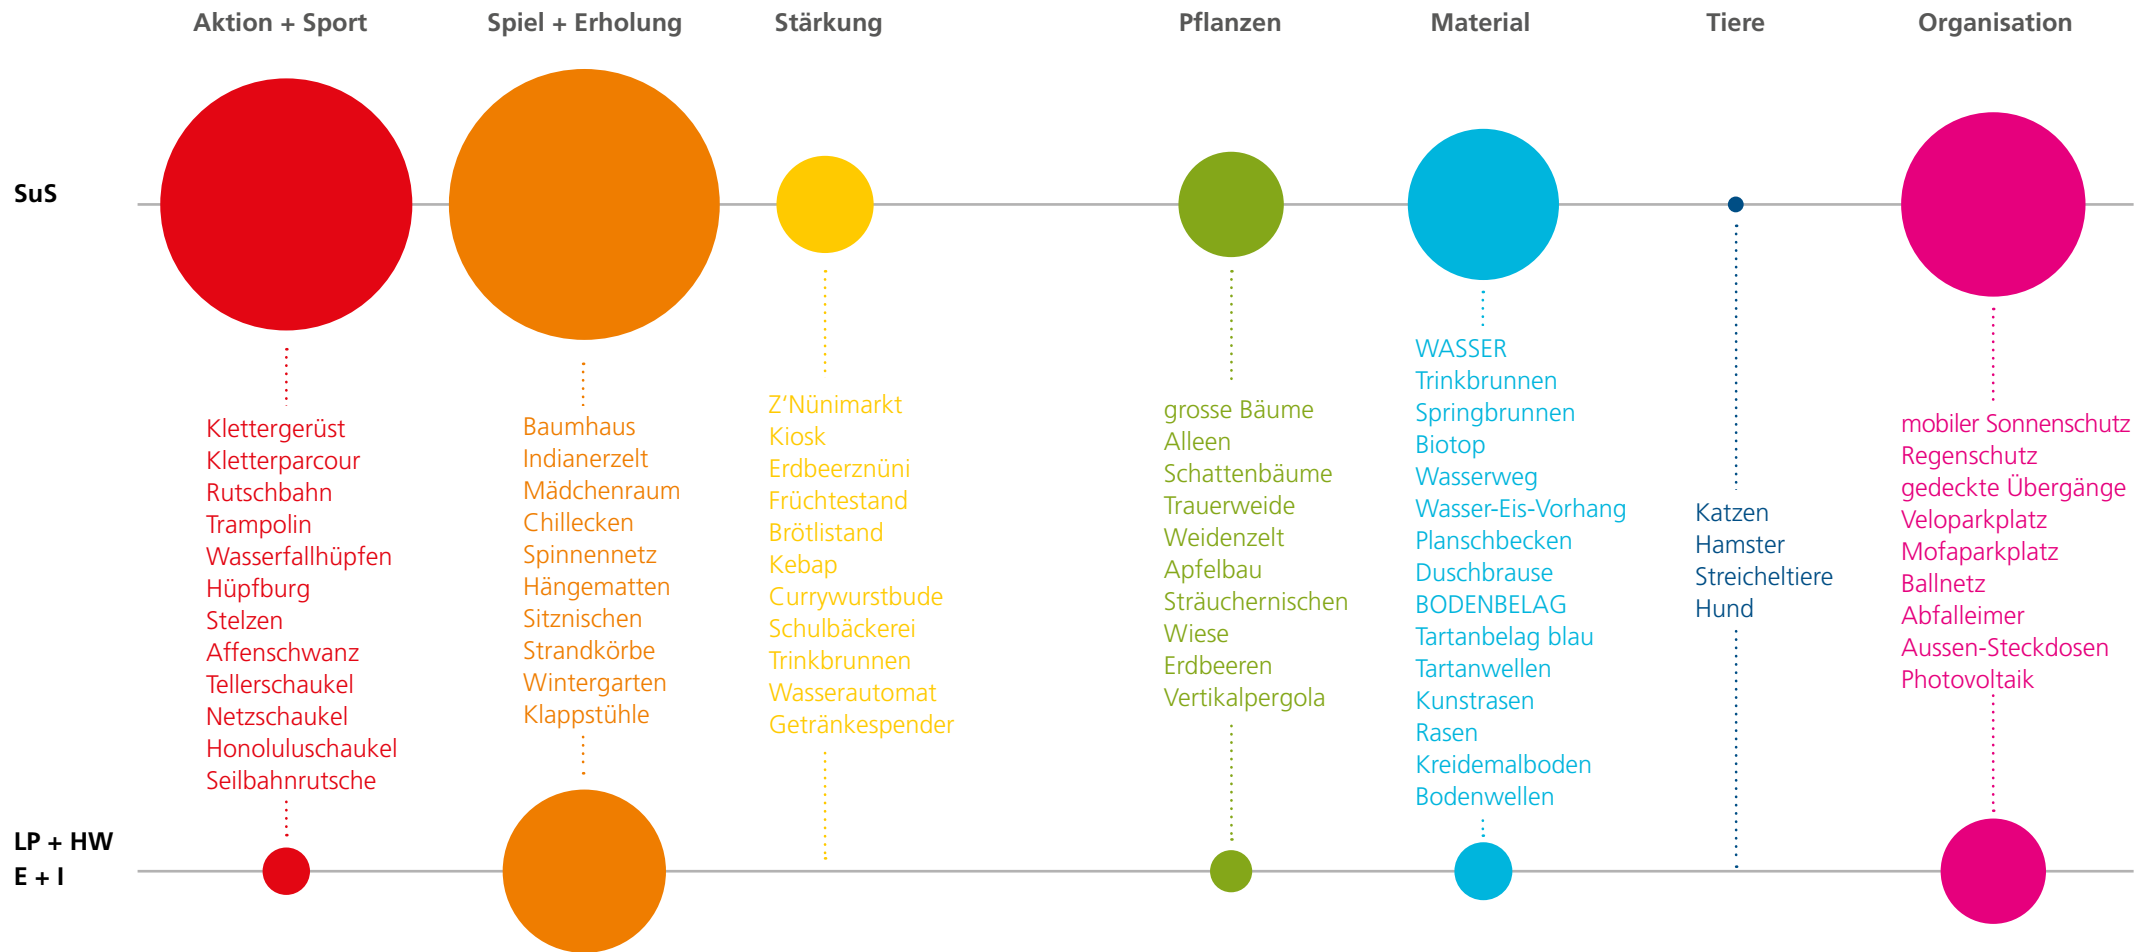 Aktion + Sport
Spiel + Erholung
Stärkung
Pflanzen
Material
Tiere
Organisation
SuS
Klettergerüst
Kletterparcour
Rutschbahn
Trampolin
Wasserfallhüpfen
Hüpfburg
Stelzen
Affenschwanz
Tellerschaukel
Netzschaukel
Honoluluschaukel
Seilbahnrutsche
Baumhaus
Indianerzelt
Mädchenraum
Chillecken
Spinnennetz
Hängematten
Sitznischen
Strandkörbe
Wintergarten
Klappstühle
Z‘Nünimarkt
Kiosk
Erdbeerznüni
Früchtestand
Brötlistand
Kebap
Currywurstbude
Schulbäckerei
Trinkbrunnen
Wasserautomat
Getränkespender
grosse Bäume
Alleen
Schattenbäume
Trauerweide
Weidenzelt
Apfelbau
Sträuchernischen
Wiese
Erdbeeren
Vertikalpergola
WASSER
Trinkbrunnen
Springbrunnen
Biotop
Wasserweg
Wasser-Eis-Vorhang
Planschbecken
Duschbrause
BODENBELAG
Tartanbelag blau
Tartanwellen
Kunstrasen
Rasen
Kreidemalboden
Bodenwellen
Katzen
Hamster
Streicheltiere
Hund
mobiler Sonnenschutz
Regenschutz
gedeckte Übergänge
Veloparkplatz
Mofaparkplatz
Ballnetz
Abfalleimer
Aussen-Steckdosen
Photovoltaik
LP + HW
E + I